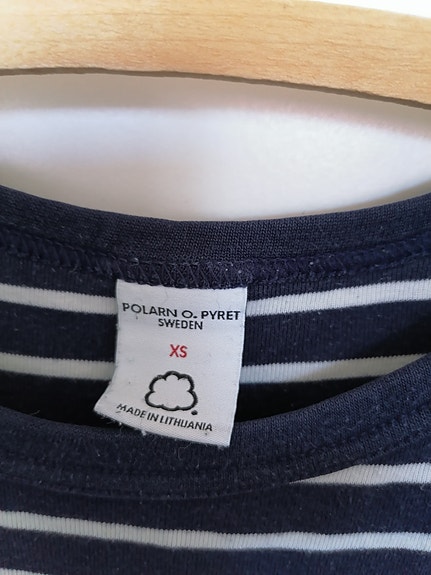 POLARN O. PYRET
SWEDEN
XS
MADE IN LITHUANIA